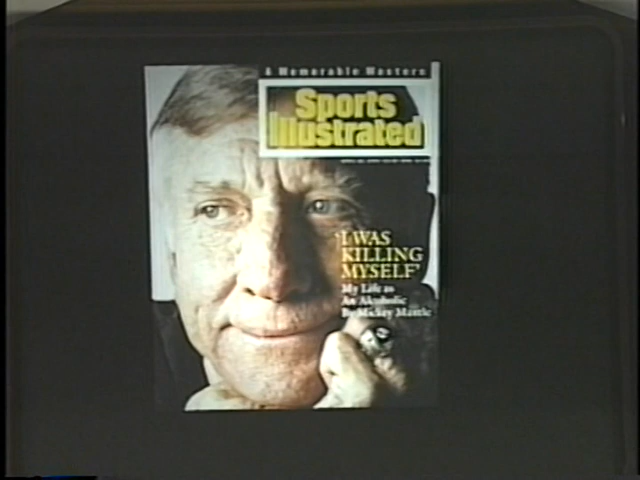 A Memorable Masters
Sports
Illustrated
'I WAS
KILLING
MYSELF'
My Life as
An Alcoholic
By Mickey Mantle